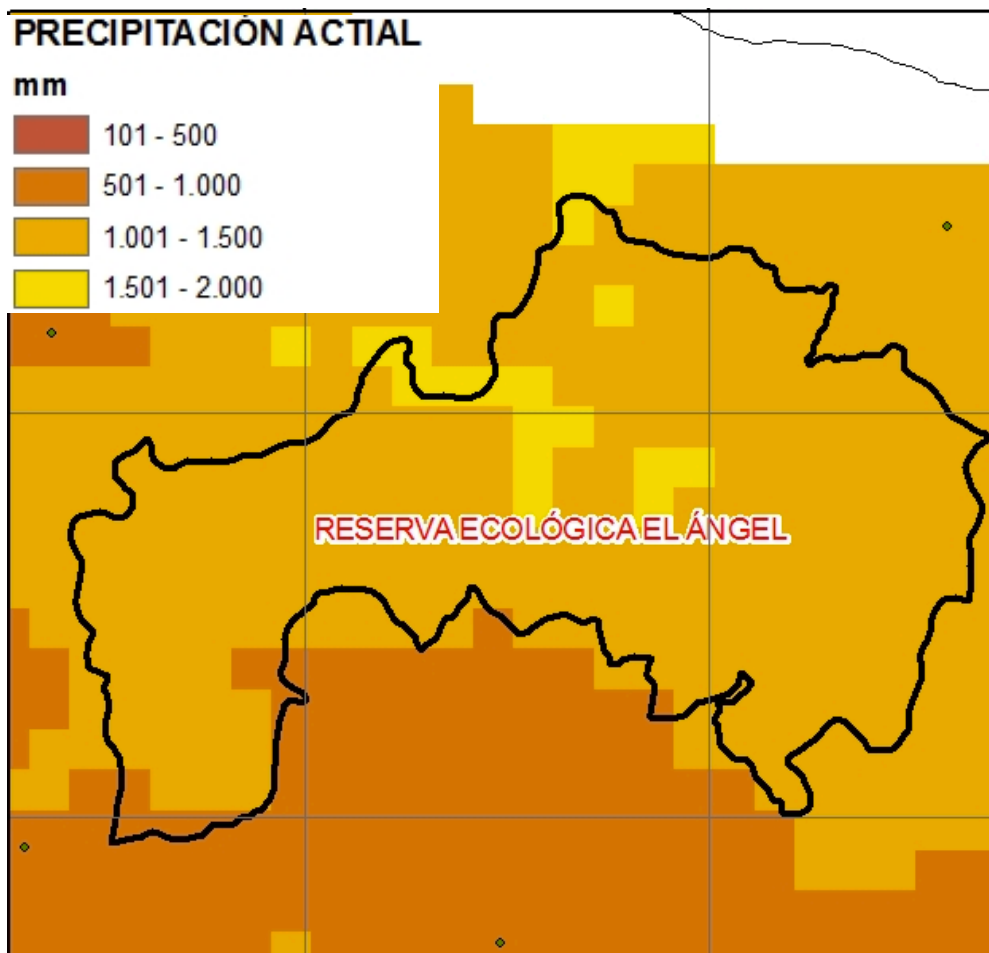 PRECIPITACIÓN ACTIAL
mm
101 - 500
501 - 1.000
1.001 - 1.500
1.501 - 2.000
RESERVA ECOLÓGICA EL ÁNGEL